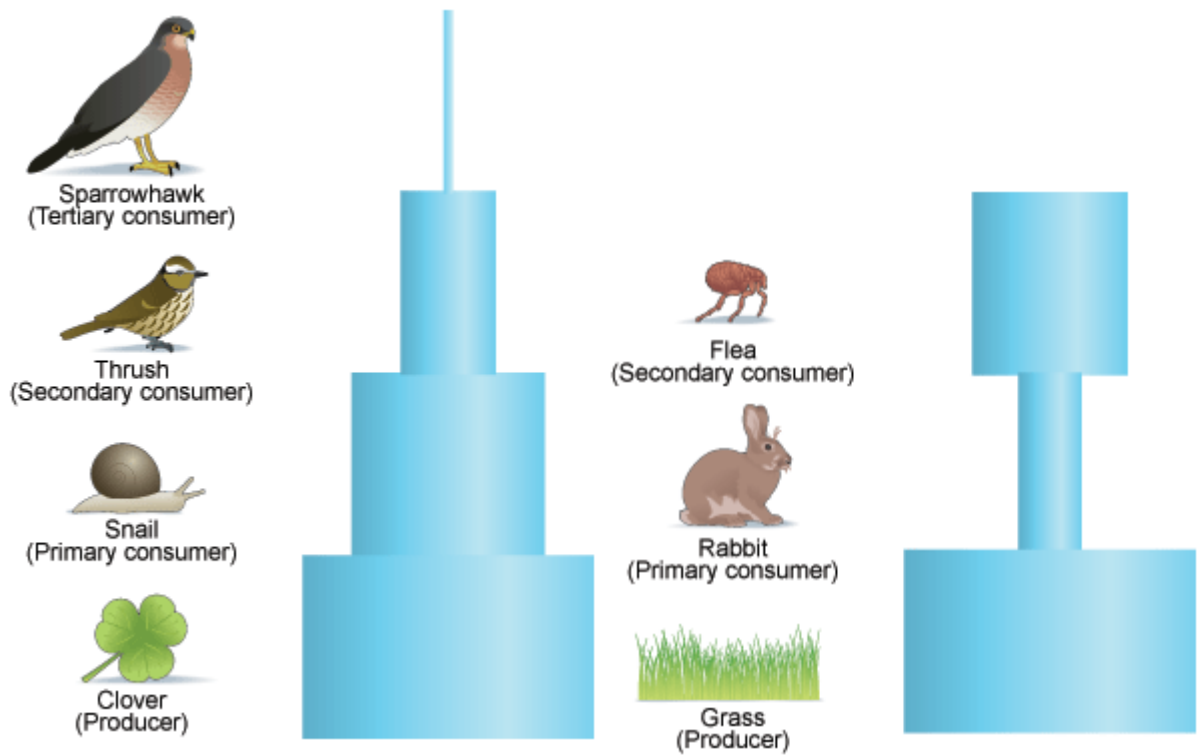 Sparrowhawk
(Tertiary consumer)
Thrush
(Secondary consumer)
Snail
(Primary consumer)
Clover
(Producer)
Flea
(Secondary consumer)
Rabbit
(Primary consumer)
Grass
(Producer)